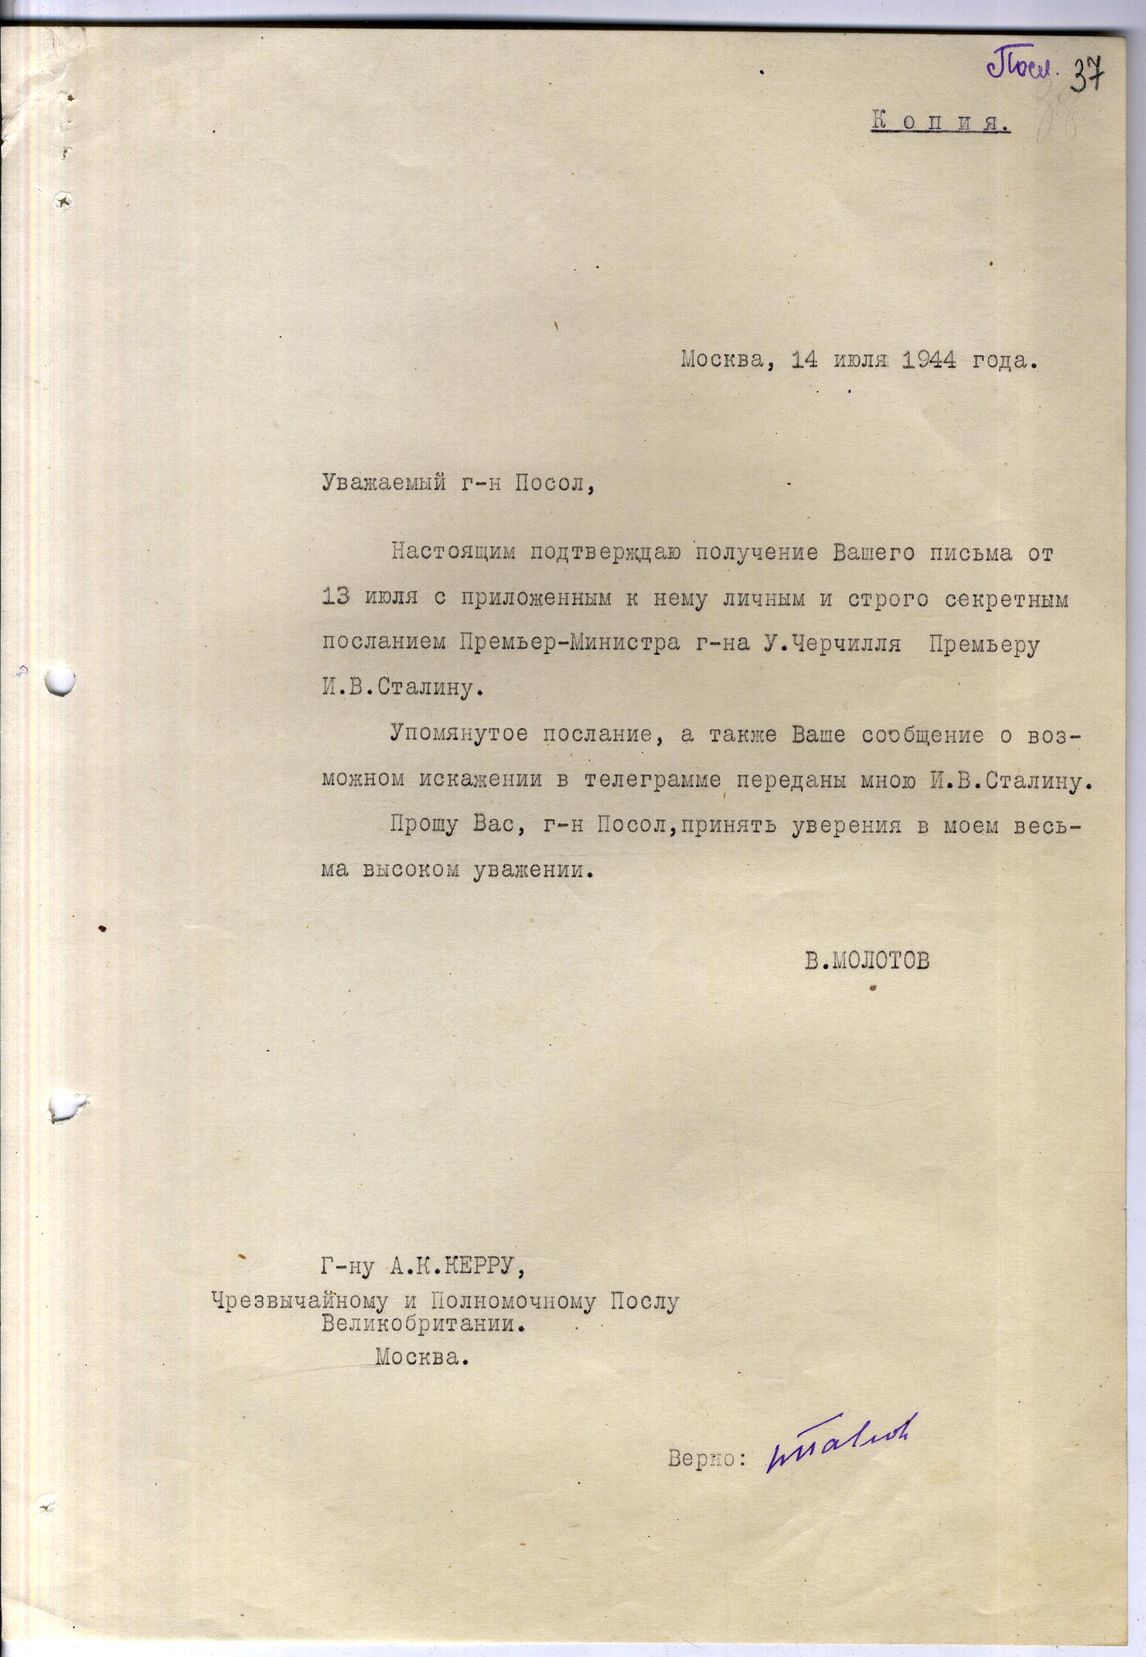 Посл. 37
Копия.
Москва, 14 июля 1944 года.
Уважаемый г-н Посол,
Настоящим подтверждаю получение Вашего письма от
13 июля с приложенным к нему личным и строго секретным
посланием Премьер-Министра г-на У.Черчилля Премьеру
И.В.Сталину.
Упомянутое послание, а также Ваше сообщение о воз-
можном искажении в телеграмме переданы мною И.В.Сталину.
Прошу Вас, г-н Посол,принять уверения в моем весь-
ма высоком уважении.
В.МОЛОТОВ
Г-ну А.К.КЕРРУ,
Чрезвычайному и Полномочному Послу
Великобритании.
Москва.
Верно: